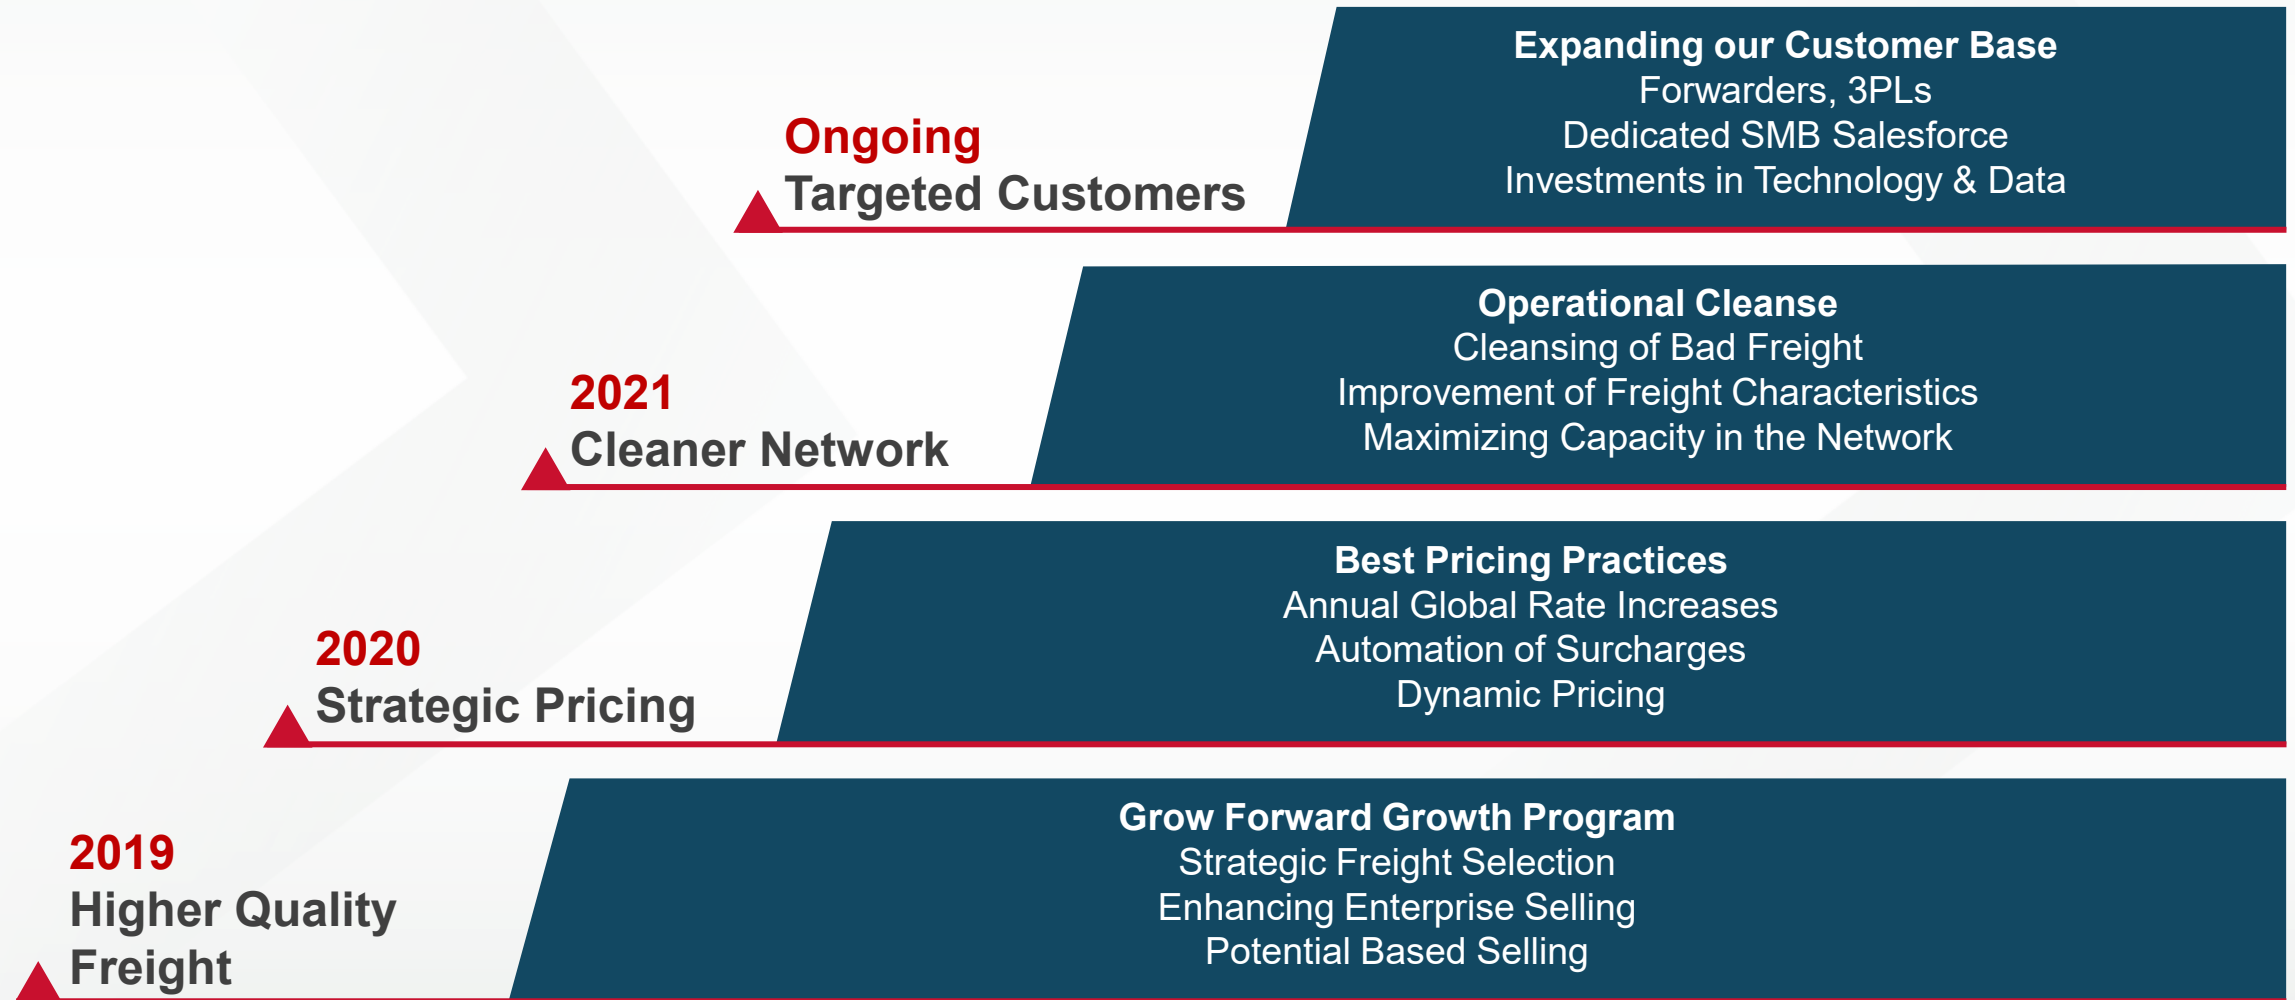 Ongoing
Targeted Customers
Expanding our Customer Base
Forwarders, 3PLs
Dedicated SMB Salesforce
Investments in Technology & Data
2021
Cleaner Network
Operational Cleanse
Cleansing of Bad Freight
Improvement of Freight Characteristics
Maximizing Capacity in the Network
2020
Strategic Pricing
Best Pricing Practices
Annual Global Rate Increases
Automation of Surcharges
Dynamic Pricing
2019
Higher Quality
Freight
Grow Forward Growth Program
Strategic Freight Selection
Enhancing Enterprise Selling
Potential Based Selling